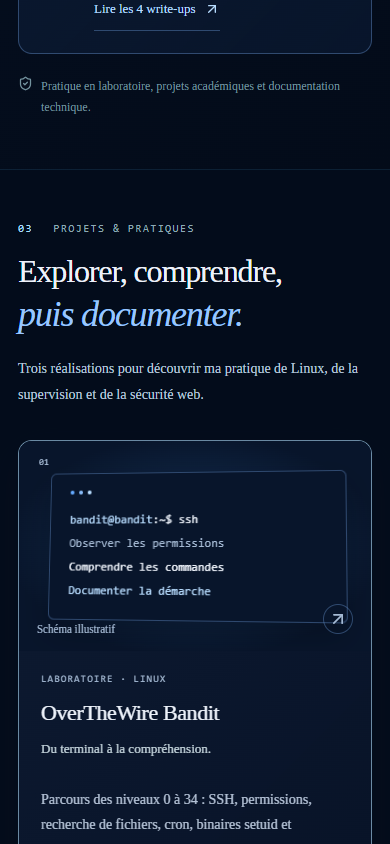 Lire les 4 write-ups
Pratique en laboratoire, projets académiques et documentation
technique.
03 PROJETS & PRATIQUES
Explorer, comprendre,
puis documenter.
Trois réalisations pour découvrir ma pratique de Linux, de la
supervision et de la sécurité web.
01
bandit@bandit:~$ ssh
Observer les permissions
Comprendre les commandes
Documenter la démarche
Schéma illustratif
LABORATOIRE · LINUX
OverTheWire Bandit
Du terminal à la compréhension.
Parcours des niveaux 0 à 34 : SSH, permissions,
recherche de fichiers, cron, binaires setuid et